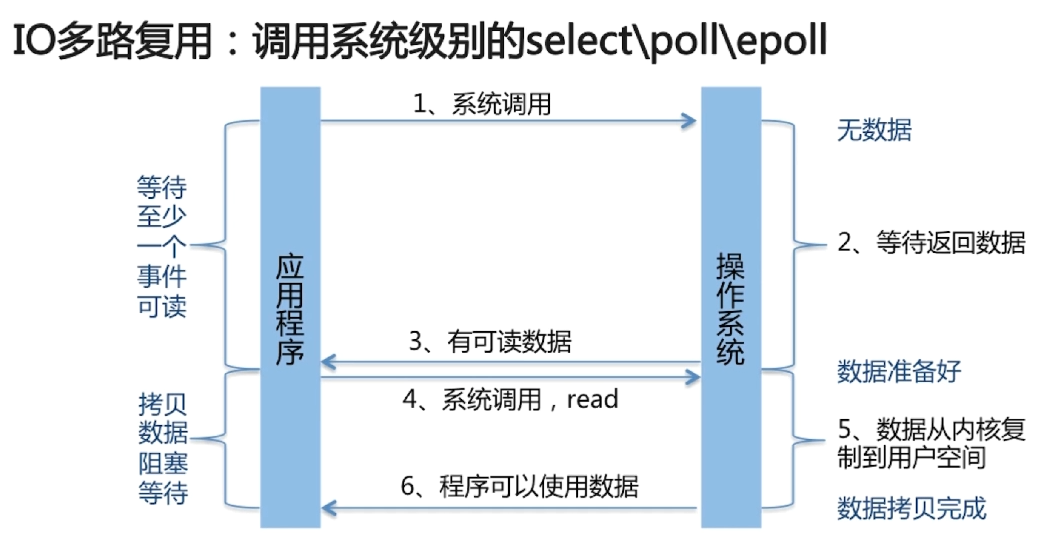 IO多路复用：调用系统级别的select\poll\epoll
1、系统调用
无数据
等待
至少
一个
事件
可读
2、等待返回数据
应用程序
操作系统
3、有可读数据
数据准备好
4、系统调用，read
拷贝
数据
阻塞
等待
5、数据从内核复
制到用户空间
6、程序可以使用数据
数据拷贝完成